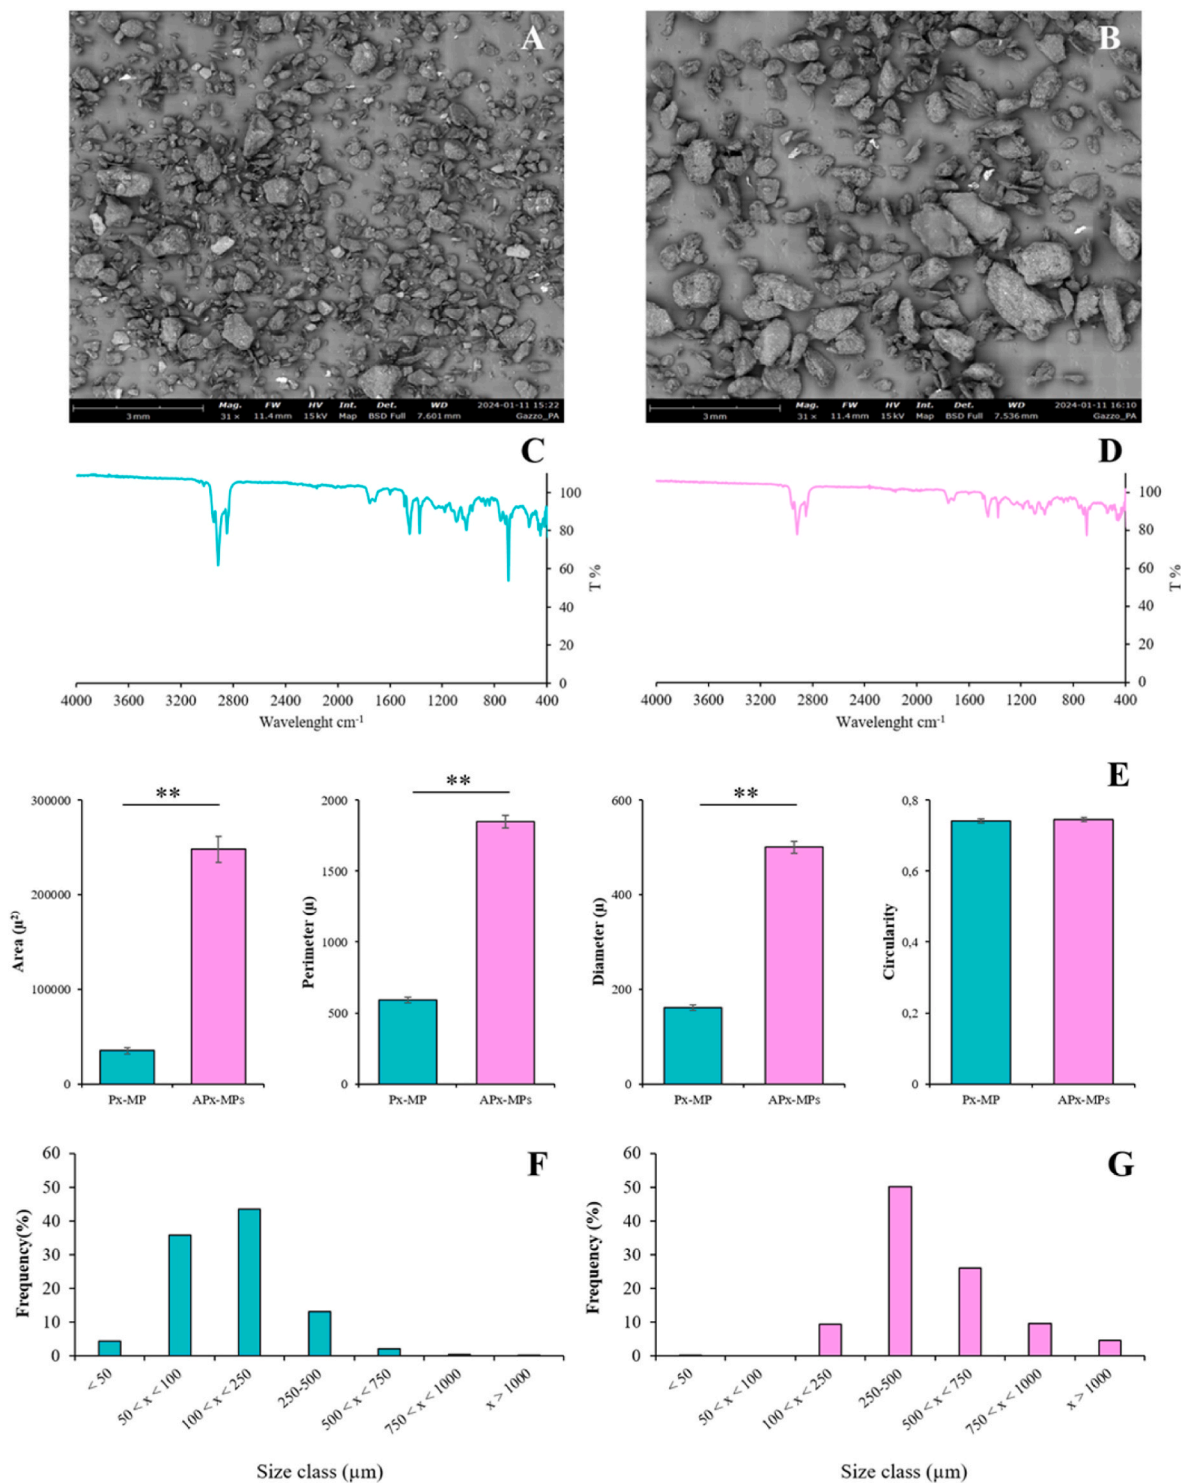 A
B
Mag. FW HV Int. Det. WD 2024-01-11 15:22
3 mm 31 x 11.4 mm 15 kV Map BSD Full 7.601 mm Gazzo_PA
Mag. FW HV Int. Det. WD 2024-01-11 16:10
3 mm 31 x 11.4 mm 15 kV Map BSD Full 7.536 mm Gazzo_PA
C
100
80
60
40
20
0
T %
4000 3600 3200 2800 2400 2000 1600 1200 800 400
Wavelenght cm-1
D
100
80
60
40
20
0
T %
4000 3600 3200 2800 2400 2000 1600 1200 800 400
Wavelenght cm-1
E
**
300000
200000
100000
0
Area (µ²)
Px-MP APx-MPs
**
2000
1500
1000
500
0
Perimeter (µ)
Px-MP APx-MPs
**
600
400
200
0
Diameter (µ)
Px-MP APx-MPs
0,8
0,6
0,4
0,2
0
Circularity
Px-MP APx-MPs
F
60
50
40
30
20
10
0
Frequency(%)
< 50 50 < x < 100 100 < x < 250 250-500 500 < x < 750 750 < x < 1000 x > 1000
Size class (µm)
G
60
50
40
30
20
10
0
Frequency (%)
< 50 50 < x < 100 100 < x < 250 250-500 500 < x < 750 750 < x < 1000 x > 1000
Size class (µm)